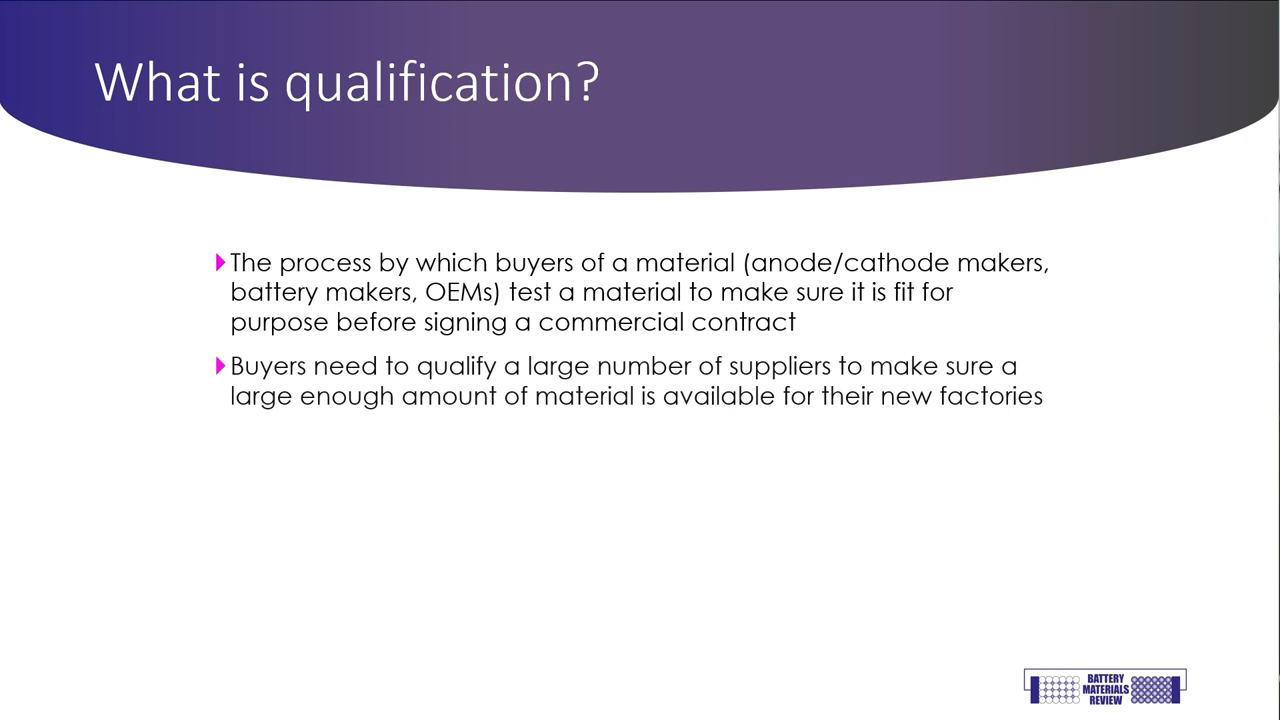 What is qualification?
The process by which buyers of a material (anode/cathode makers,
battery makers, OEMs) test a material to make sure it is fit for
purpose before signing a commercial contract
Buyers need to qualify a large number of suppliers to make sure a
large enough amount of material is available for their new factories
BATTERY
MATERIALS
REVIEW